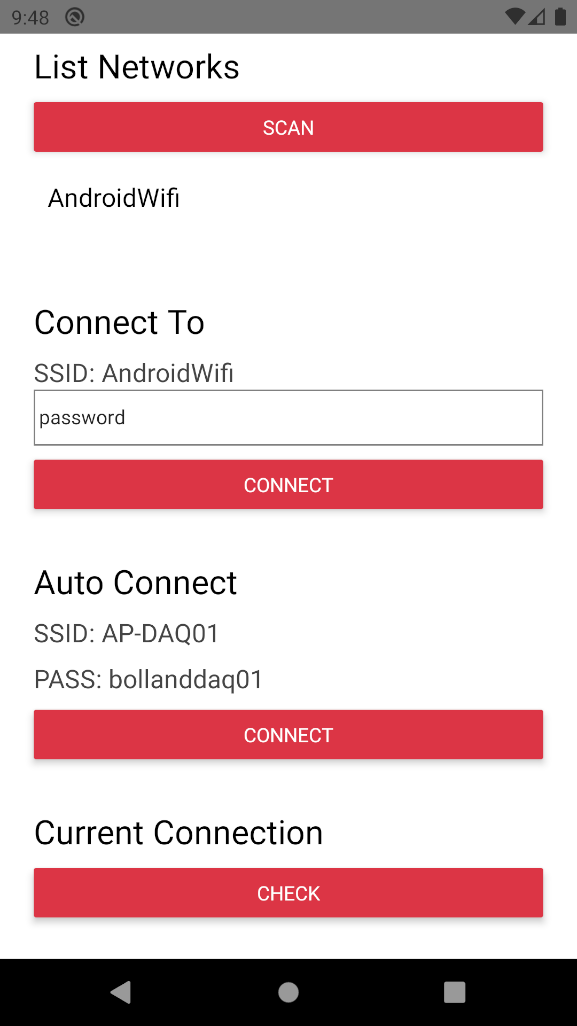 9:48
List Networks
SCAN
AndroidWifi
Connect To
SSID: AndroidWifi
password
CONNECT
Auto Connect
SSID: AP-DAQ01
PASS: bollanddaq01
CONNECT
Current Connection
CHECK